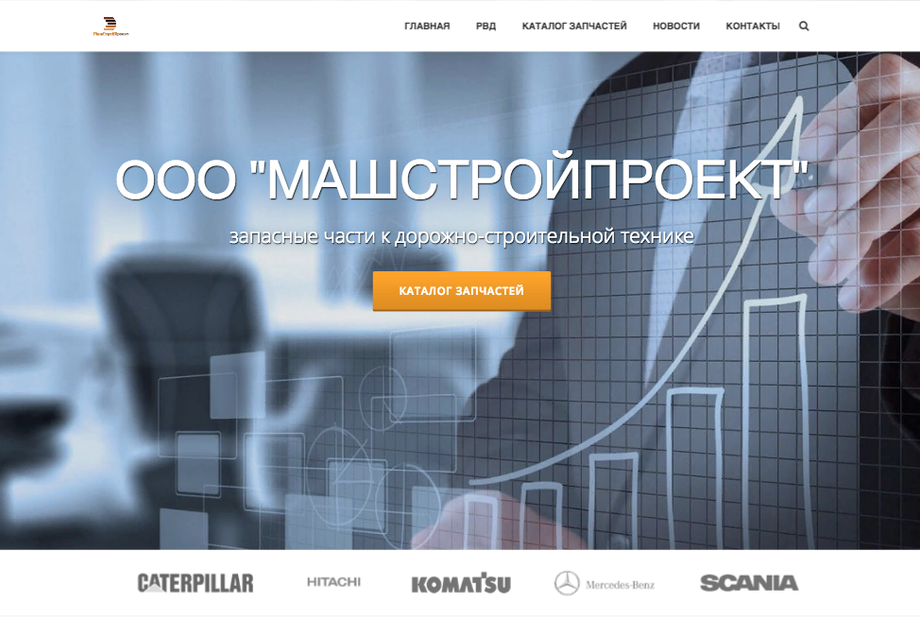 МашСтройПроект
ГЛАВНАЯ РВД КАТАЛОГ ЗАПЧАСТЕЙ НОВОСТИ КОНТАКТЫ
ООО "МАШСТРОЙПРОЕКТ"
запасные части к дорожно-строительной технике
КАТАЛОГ ЗАПЧАСТЕЙ
CATERPILLAR HITACHI KOMATSU Mercedes-Benz SCANIA